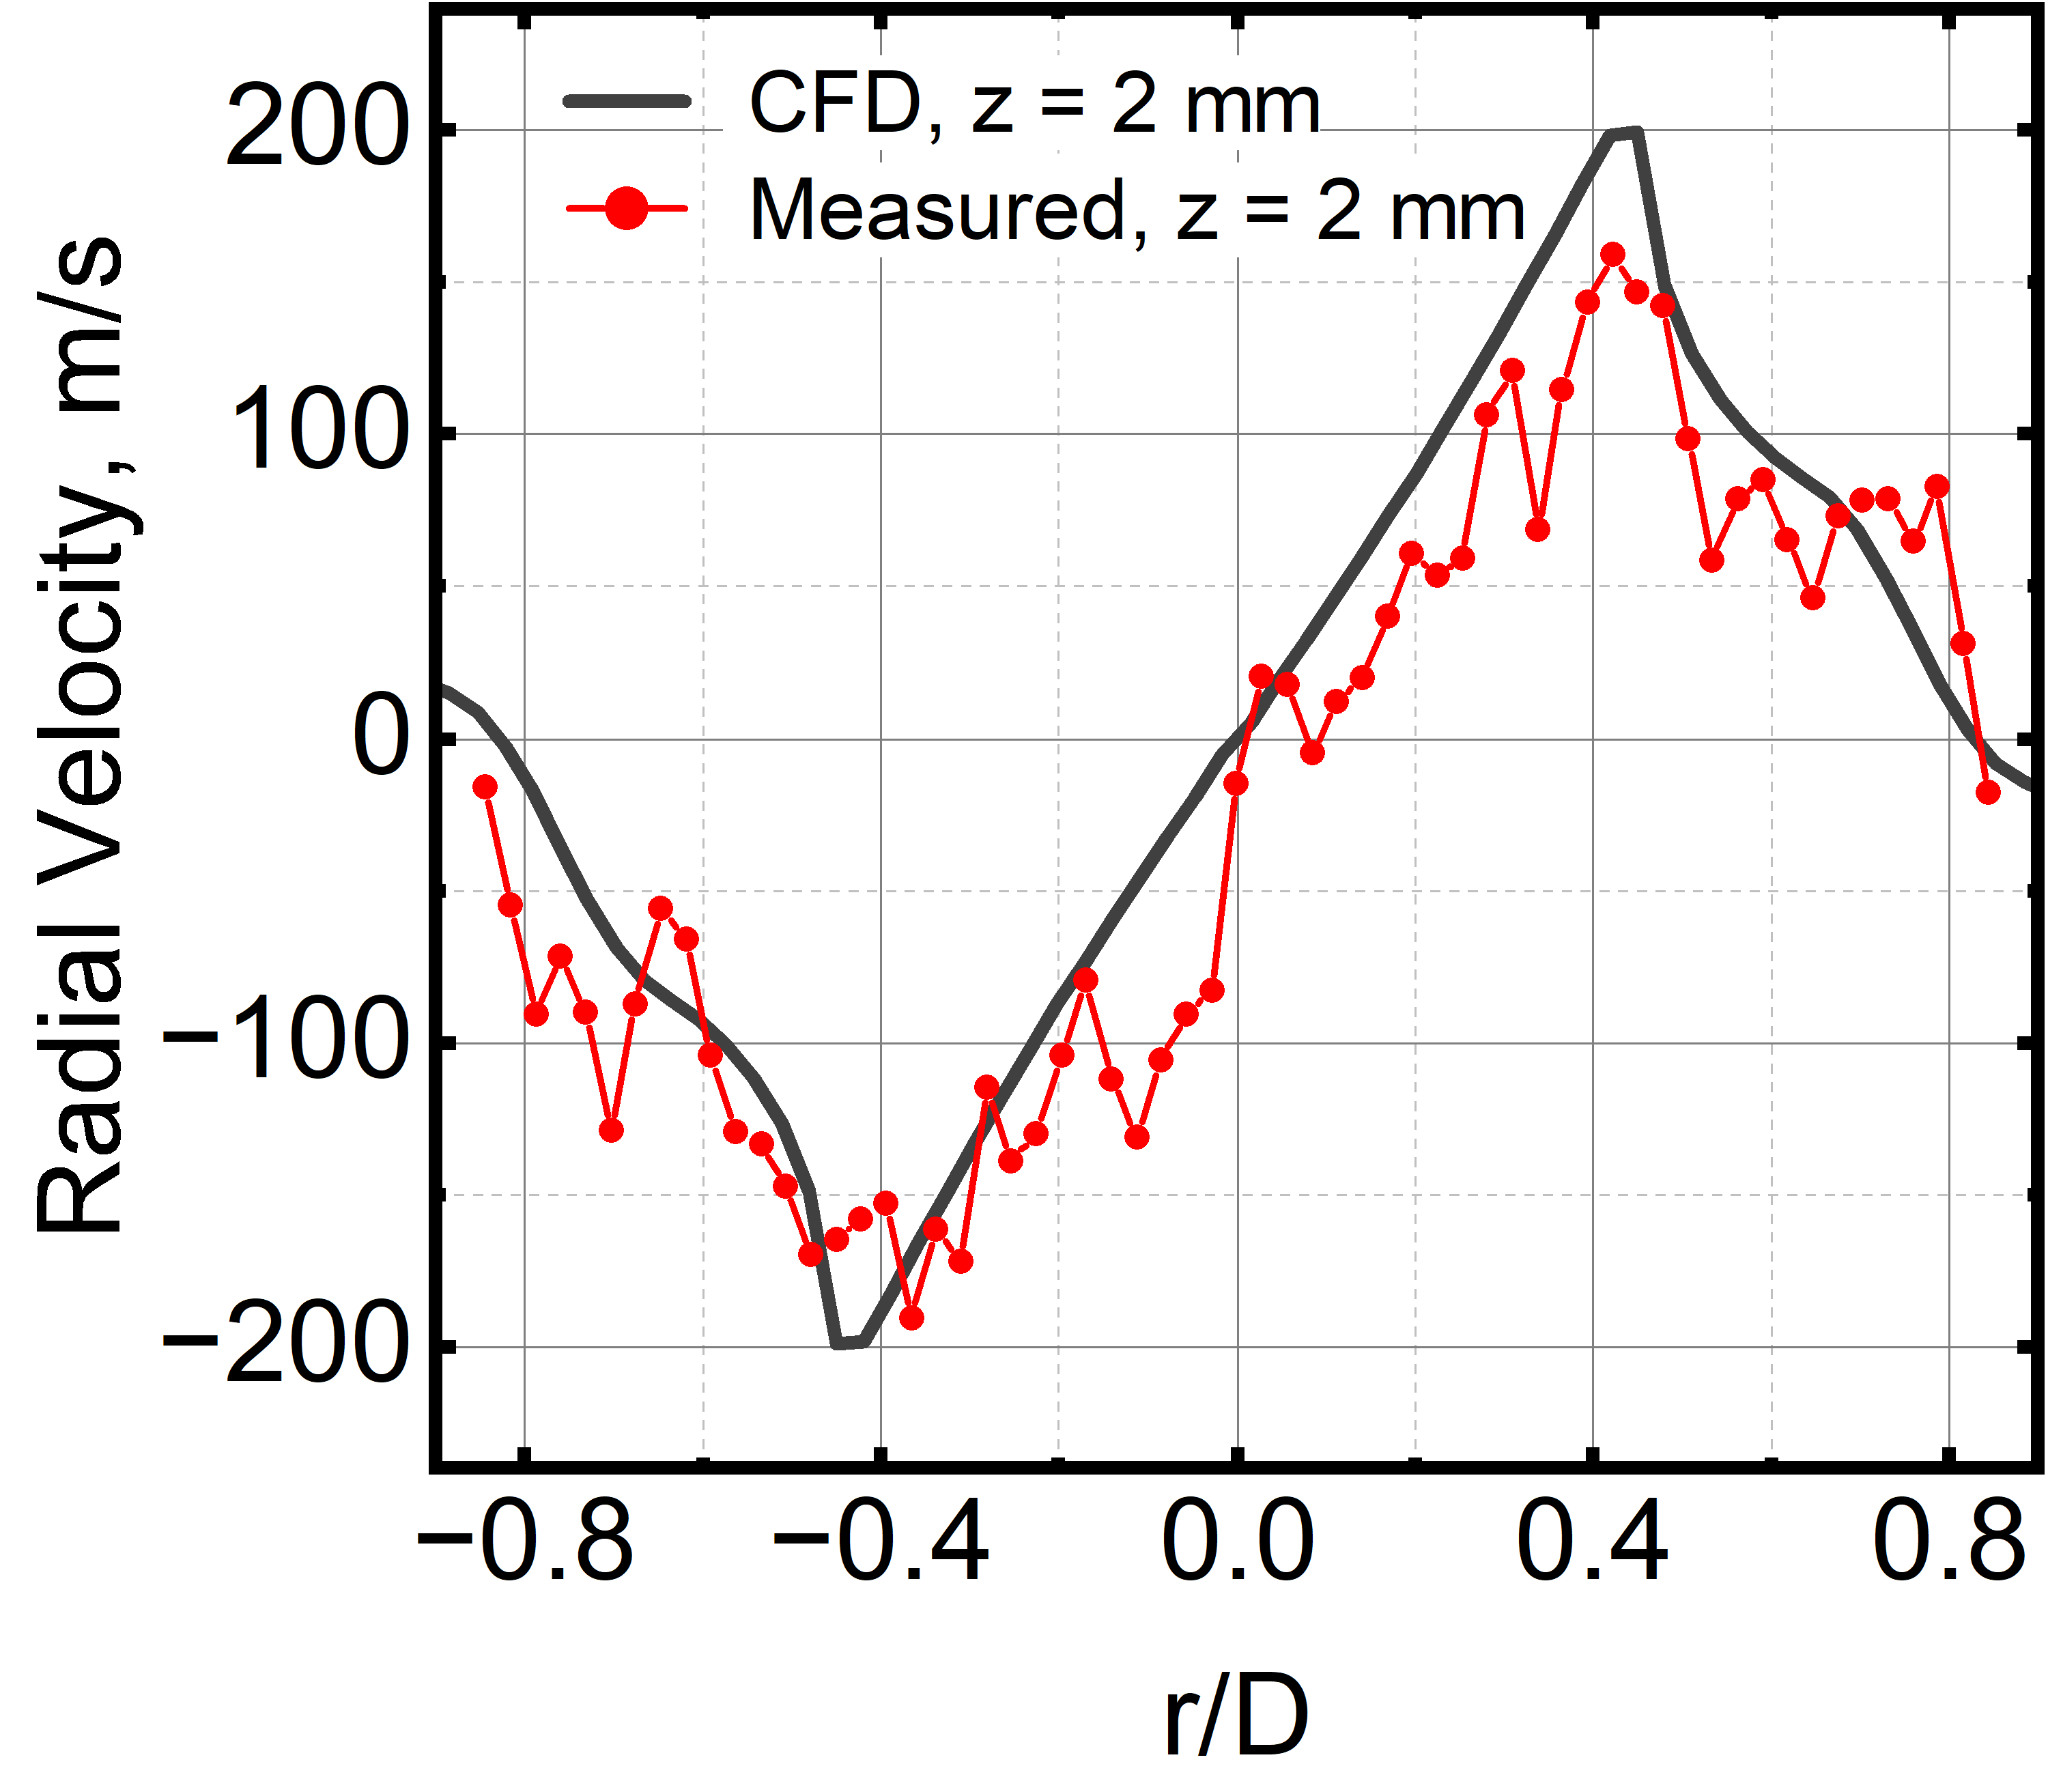 CFD, z = 2 mm
Measured, z = 2 mm
Radial Velocity, m/s
200
100
0
−100
−200
−0.8
−0.4
0.0
0.4
0.8
r/D